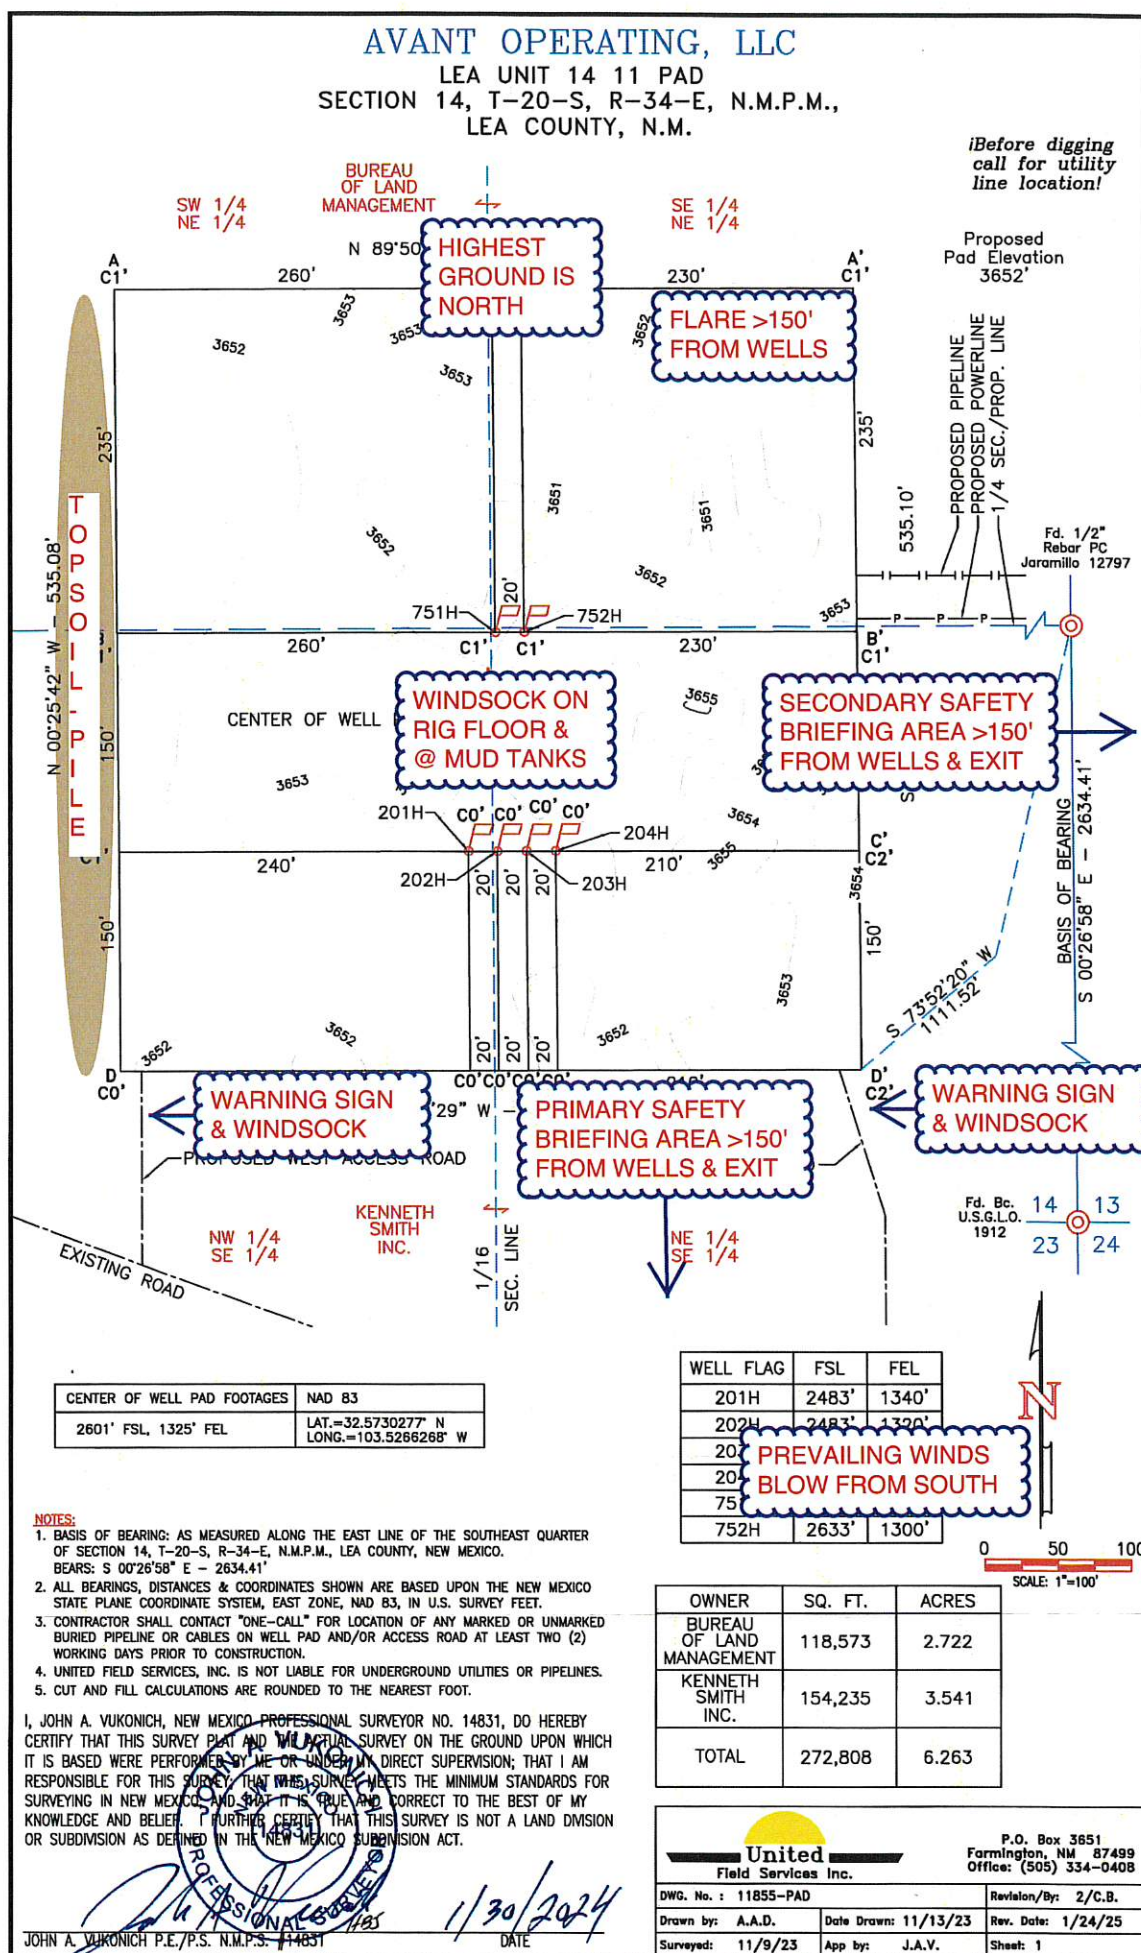 AVANT OPERATING, LLC
LEA UNIT 14 11 PAD
SECTION 14, T-20-S, R-34-E, N.M.P.M.,
LEA COUNTY, N.M.
¡Before digging
call for utility
line location!
BUREAU
OF LAND
MANAGEMENT
SW 1/4
NE 1/4
SE 1/4
NE 1/4
N 89°50
HIGHEST
GROUND IS
NORTH
Proposed
Pad Elevation
3652'
A
C1'
260'
230'
A'
C1'
FLARE >150'
FROM WELLS
3652
3653
3653
3653
3652
235'
235'
3651
3651
3652
3652
3653
PROPOSED PIPELINE
PROPOSED POWERLINE
1/4 SEC./PROP. LINE
535.10'
Fd. 1/2"
Rebar PC
Jaramillo 12797
P P P
TOPSOIL-PILE
N 00°25'42" W - 535.08'
751H
20'
752H
260'
C1' C1'
230'
B'
C1'
CENTER OF WELL
WINDSOCK ON
RIG FLOOR &
@ MUD TANKS
3655
SECONDARY SAFETY
BRIEFING AREA >150'
FROM WELLS & EXIT
150'
3653
201H
C0' C0' C0' C0'
204H
3654
3655
C'
C2'
240'
202H
20' 20' 20'
203H
210'
3654
150'
150'
BASIS OF BEARING
S 00°26'58" E - 2634.41'
S 73°52'20" W
1111.52'
3653
3652
3652
3652
20' 20' 20'
D
C0'
C0' C0' C0' C0'
D'
C2'
WARNING SIGN
& WINDSOCK
'29" W -
PRIMARY SAFETY
BRIEFING AREA >150'
FROM WELLS & EXIT
WARNING SIGN
& WINDSOCK
PROPOSED WEST ACCESS ROAD
KENNETH
SMITH
INC.
NW 1/4
SE 1/4
NE 1/4
SE 1/4
EXISTING ROAD
1/16
SEC. LINE
Fd. Bc.
U.S.G.L.O.
1912
14 13
23 24
CENTER OF WELL PAD FOOTAGES NAD 83
2601' FSL, 1325' FEL LAT.=32.5730277° N
LONG.=103.5266268° W
WELL FLAG FSL FEL
201H 2483' 1340'
202H 2483' 1320'
752H 2633' 1300'
PREVAILING WINDS
BLOW FROM SOUTH
N
0 50 100
SCALE: 1"=100'
NOTES:
1. BASIS OF BEARING: AS MEASURED ALONG THE EAST LINE OF THE SOUTHEAST QUARTER
OF SECTION 14, T-20-S, R-34-E, N.M.P.M., LEA COUNTY, NEW MEXICO.
BEARS: S 00°26'58" E - 2634.41'
2. ALL BEARINGS, DISTANCES & COORDINATES SHOWN ARE BASED UPON THE NEW MEXICO
STATE PLANE COORDINATE SYSTEM, EAST ZONE, NAD 83, IN U.S. SURVEY FEET.
3. CONTRACTOR SHALL CONTACT "ONE-CALL" FOR LOCATION OF ANY MARKED OR UNMARKED
BURIED PIPELINE OR CABLES ON WELL PAD AND/OR ACCESS ROAD AT LEAST TWO (2)
WORKING DAYS PRIOR TO CONSTRUCTION.
4. UNITED FIELD SERVICES, INC. IS NOT LIABLE FOR UNDERGROUND UTILITIES OR PIPELINES.
5. CUT AND FILL CALCULATIONS ARE ROUNDED TO THE NEAREST FOOT.
OWNER SQ. FT. ACRES
BUREAU
OF LAND
MANAGEMENT 118,573 2.722
KENNETH
SMITH
INC. 154,235 3.541
TOTAL 272,808 6.263
I, JOHN A. VUKONICH, NEW MEXICO PROFESSIONAL SURVEYOR NO. 14831, DO HEREBY
CERTIFY THAT THIS SURVEY PLAT AND THE ACTUAL SURVEY ON THE GROUND UPON WHICH
IT IS BASED WERE PERFORMED BY ME OR UNDER MY DIRECT SUPERVISION; THAT I AM
RESPONSIBLE FOR THIS SURVEY; THAT THIS SURVEY MEETS THE MINIMUM STANDARDS FOR
SURVEYING IN NEW MEXICO; AND THAT IT IS TRUE AND CORRECT TO THE BEST OF MY
KNOWLEDGE AND BELIEF. I FURTHER CERTIFY THAT THIS SURVEY IS NOT A LAND DIVISION
OR SUBDIVISION AS DEFINED IN THE NEW MEXICO SUBDIVISION ACT.
JOHN A VUKONICH
NEW MEXICO
14831
PROFESSIONAL SURVEYOR
1/30/2024
JOHN A. VUKONICH P.E./P.S. N.M.P.S. #14831 DATE
United
Field Services Inc.
P.O. Box 3651
Farmington, NM 87499
Office: (505) 334-0408
DWG. No. : 11855-PAD Revision/By: 2/C.B.
Drawn by: A.A.D. Date Drawn: 11/13/23 Rev. Date: 1/24/25
Surveyed: 11/9/23 App by: J.A.V. Sheet: 1